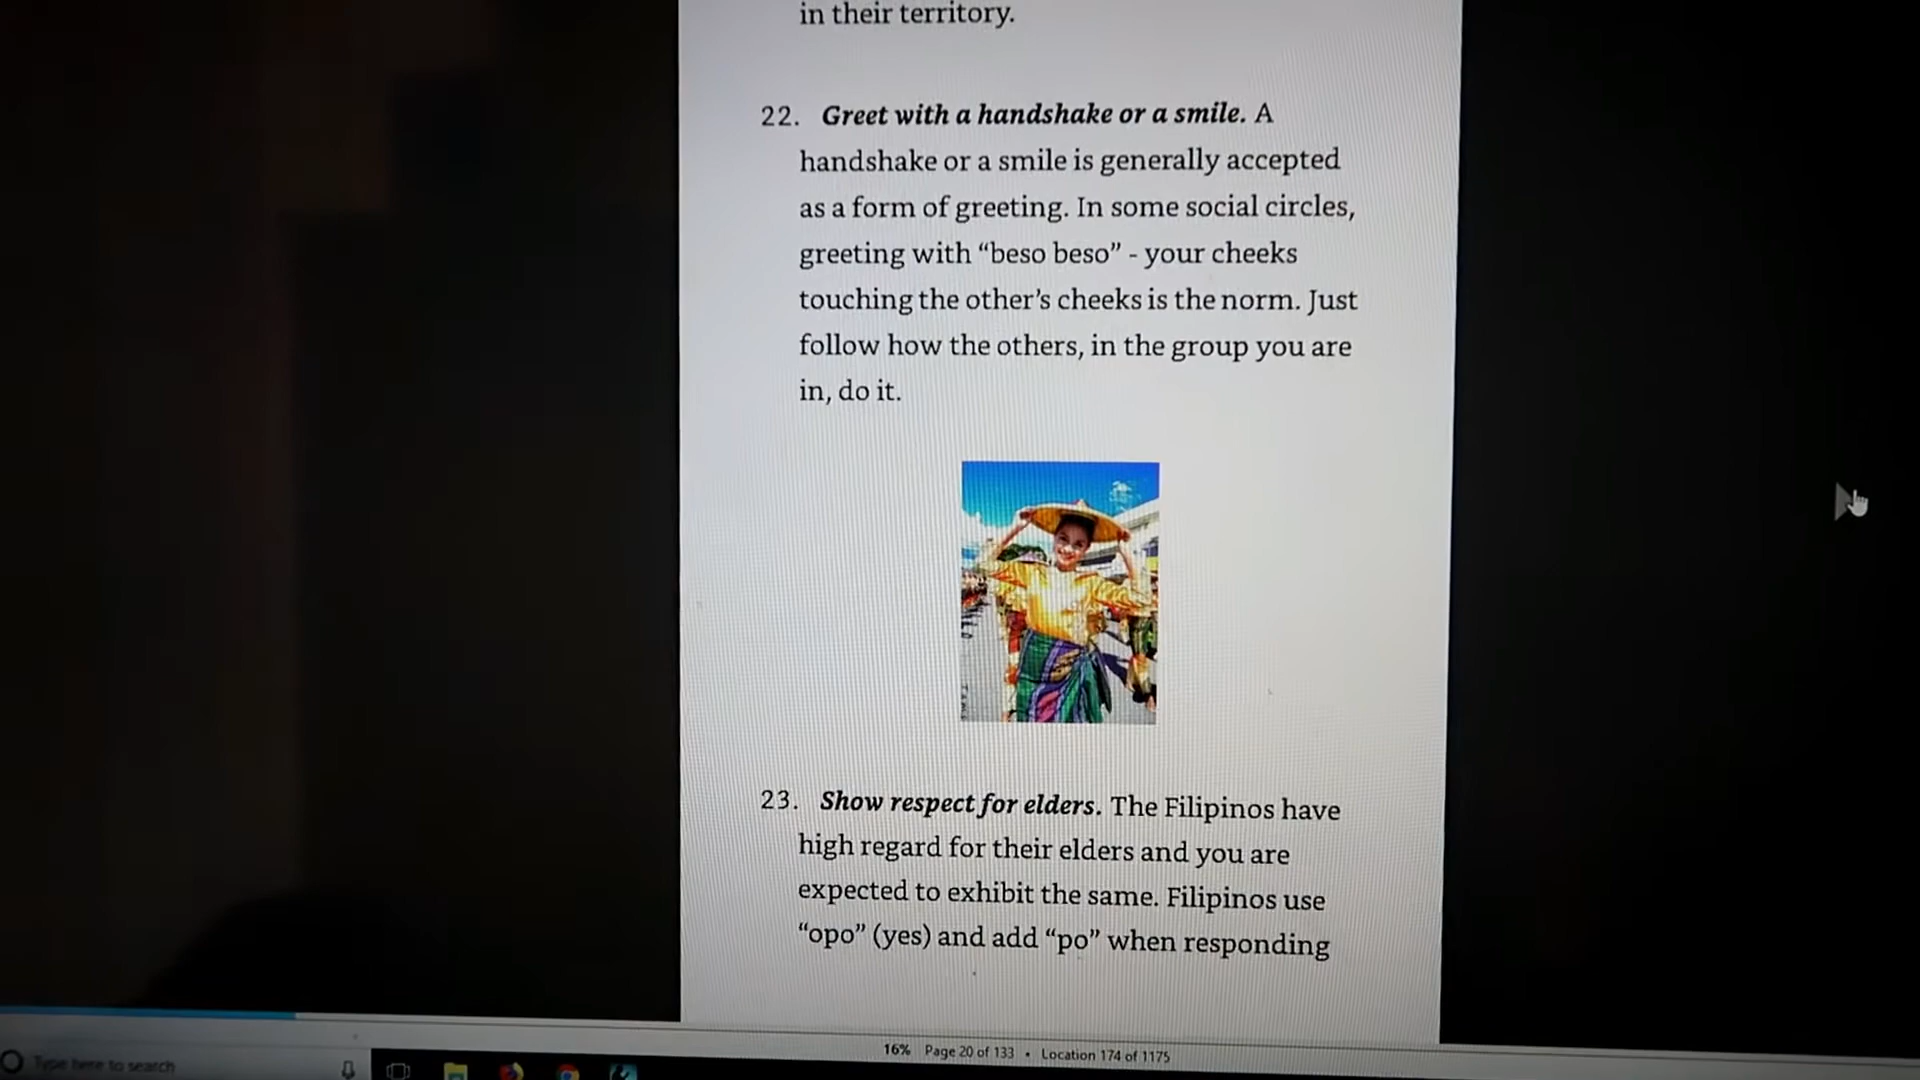 in their territory.
22. Greet with a handshake or a smile. A
handshake or a smile is generally accepted
as a form of greeting. In some social circles,
greeting with “beso beso” - your cheeks
touching the other’s cheeks is the norm. Just
follow how the others, in the group you are
in, do it.
23. Show respect for elders. The Filipinos have
high regard for their elders and you are
expected to exhibit the same. Filipinos use
“opo” (yes) and add “po” when responding
16% Page 20 of 133 • Location 174 of 1175
Type here to search